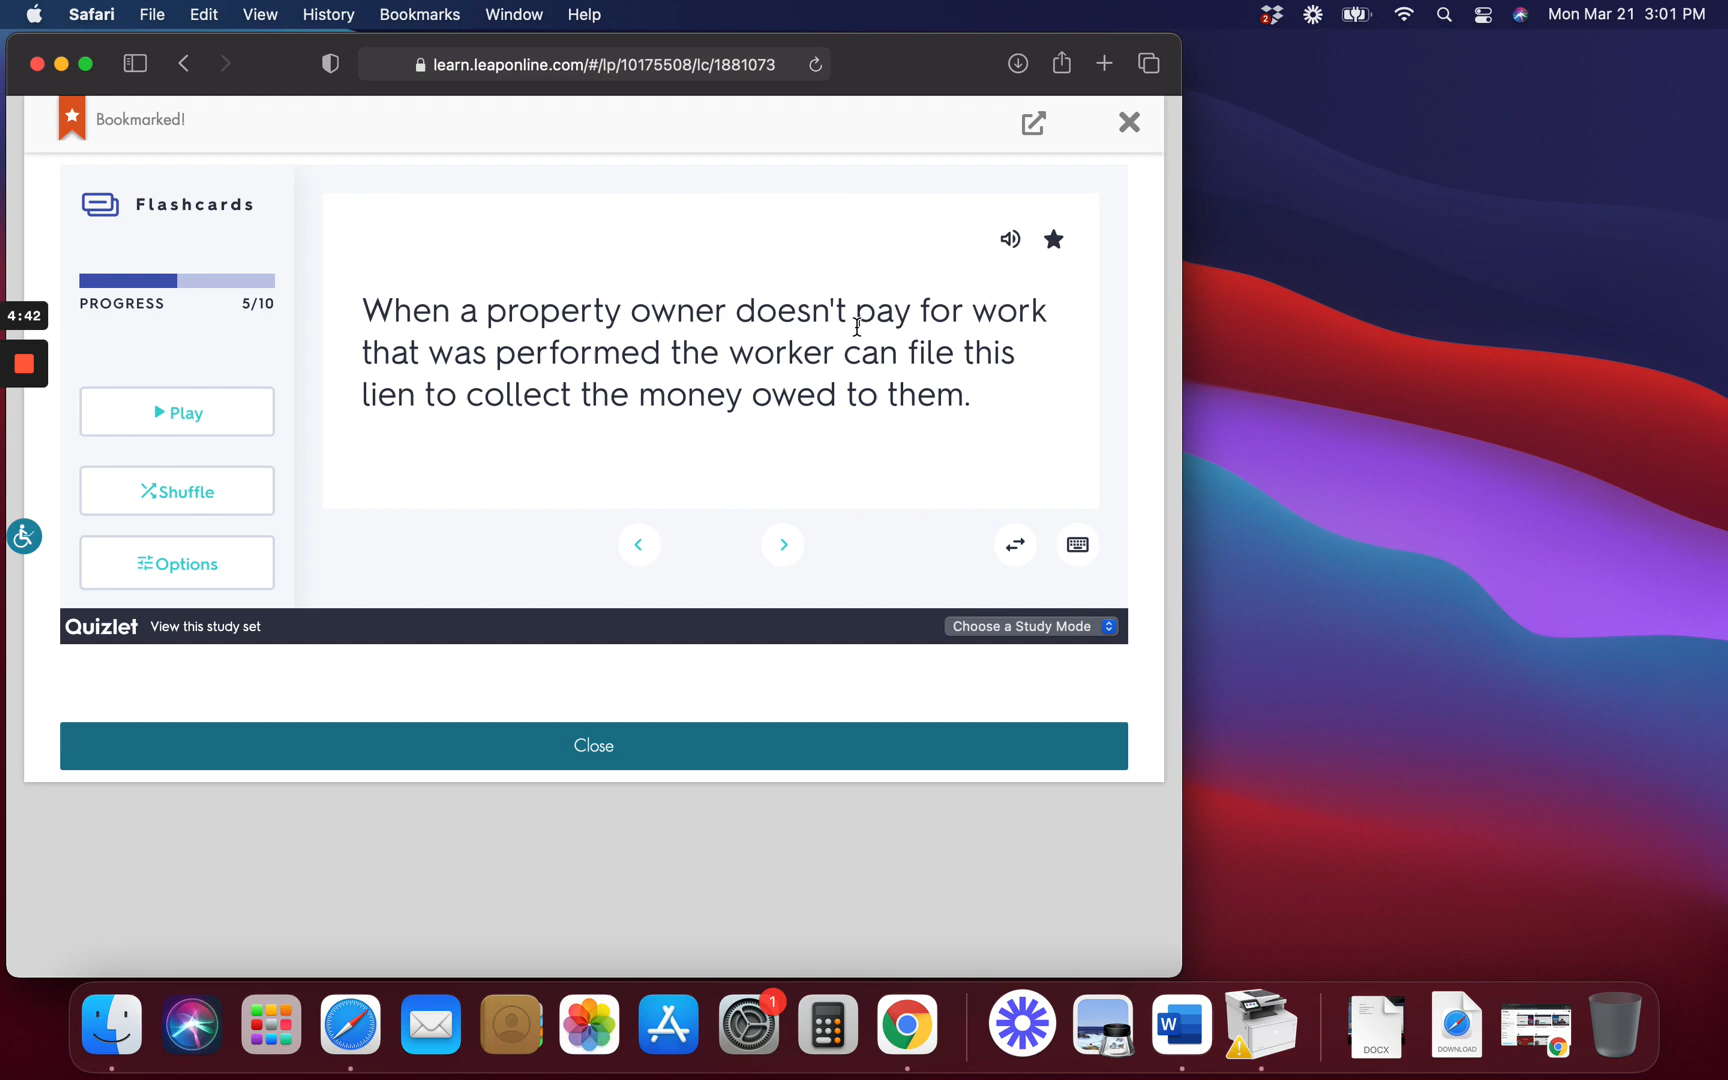 Safari File Edit View History Bookmarks Window Help Mon Mar 21 3:01 PM
2
learn.leaponline.com/#/lp/10175508/lc/1881073
Bookmarked!
Flashcards
PROGRESS 5/10
4:42
When a property owner doesn't pay for work
that was performed the worker can file this
lien to collect the money owed to them.
Play
Shuffle
Options
Quizlet View this study set Choose a Study Mode
Close
1
W
DOCX
DOWNLOAD